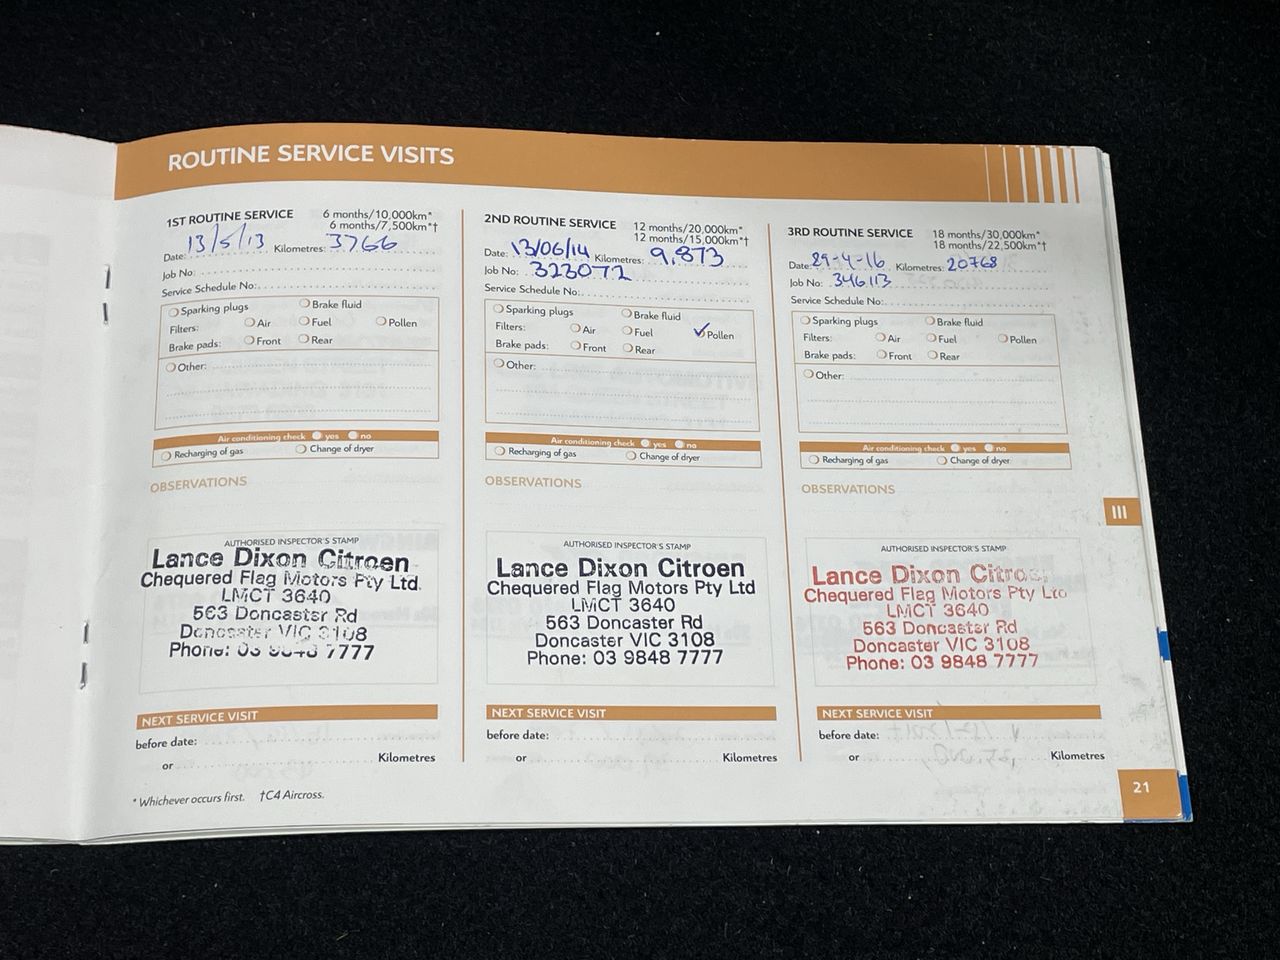 ROUTINE SERVICE VISITS
1ST ROUTINE SERVICE 6 months/10,000km*
6 months/7,500km*†
Date: 13/5/13 Kilometres: 3766
Job No:
Service Schedule No:
Sparking plugs Brake fluid
Filters: Air Fuel Pollen
Brake pads: Front Rear
Other:
Air conditioning check yes no
Recharging of gas Change of dryer
OBSERVATIONS
AUTHORISED INSPECTOR'S STAMP
Lance Dixon Citroen
Chequered Flag Motors Pty Ltd.
LMCT 3640
563 Doncaster Rd
Doncaster VIC 3108
Phone: 03 9848 7777
NEXT SERVICE VISIT
before date:
or Kilometres
2ND ROUTINE SERVICE 12 months/20,000km*
12 months/15,000km*†
Date: 13/06/14 Kilometres: 9,873
Job No: 323072
Service Schedule No:
Sparking plugs Brake fluid
Filters: Air Fuel ✓ Pollen
Brake pads: Front Rear
Other:
Air conditioning check yes no
Recharging of gas Change of dryer
OBSERVATIONS
AUTHORISED INSPECTOR'S STAMP
Lance Dixon Citroen
Chequered Flag Motors Pty Ltd
LMCT 3640
563 Doncaster Rd
Doncaster VIC 3108
Phone: 03 9848 7777
NEXT SERVICE VISIT
before date:
or Kilometres
3RD ROUTINE SERVICE 18 months/30,000km*
18 months/22,500km*†
Date: 29-4-16 Kilometres: 20768
Job No: 346113
Service Schedule No:
Sparking plugs Brake fluid
Filters: Air Fuel Pollen
Brake pads: Front Rear
Other:
Air conditioning check yes no
Recharging of gas Change of dryer
OBSERVATIONS
AUTHORISED INSPECTOR'S STAMP
Lance Dixon Citroen
Chequered Flag Motors Pty Ltd
LMCT 3640
563 Doncaster Rd
Doncaster VIC 3108
Phone: 03 9848 7777
NEXT SERVICE VISIT
before date:
or Kilometres
III
* Whichever occurs first. †C4 Aircross.
21